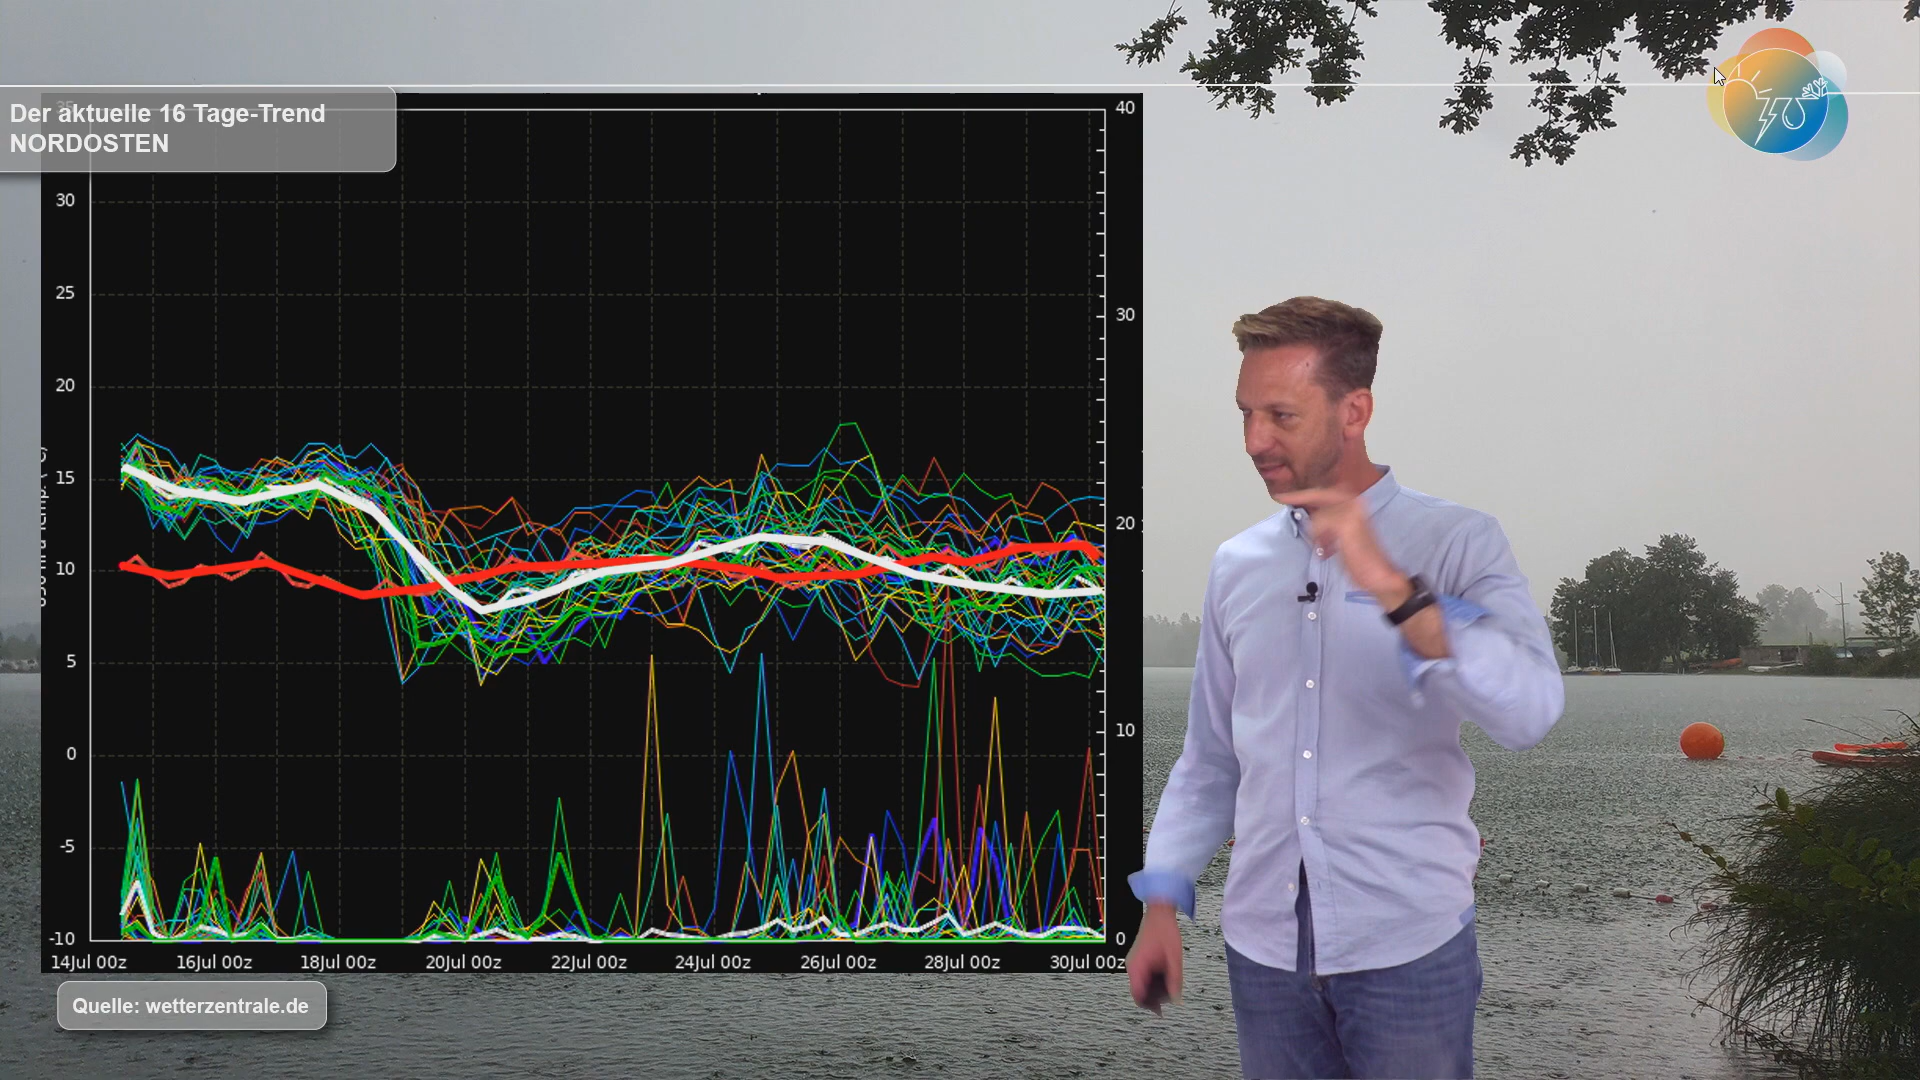 Der aktuelle 16 Tage-Trend
NORDOSTEN
35
30
25
20
15
10
5
0
-5
-10
40
30
20
10
0
14Jul 00z
16Jul 00z
18Jul 00z
20Jul 00z
22Jul 00z
24Jul 00z
26Jul 00z
28Jul 00z
30Jul 00z
Quelle: wetterzentrale.de